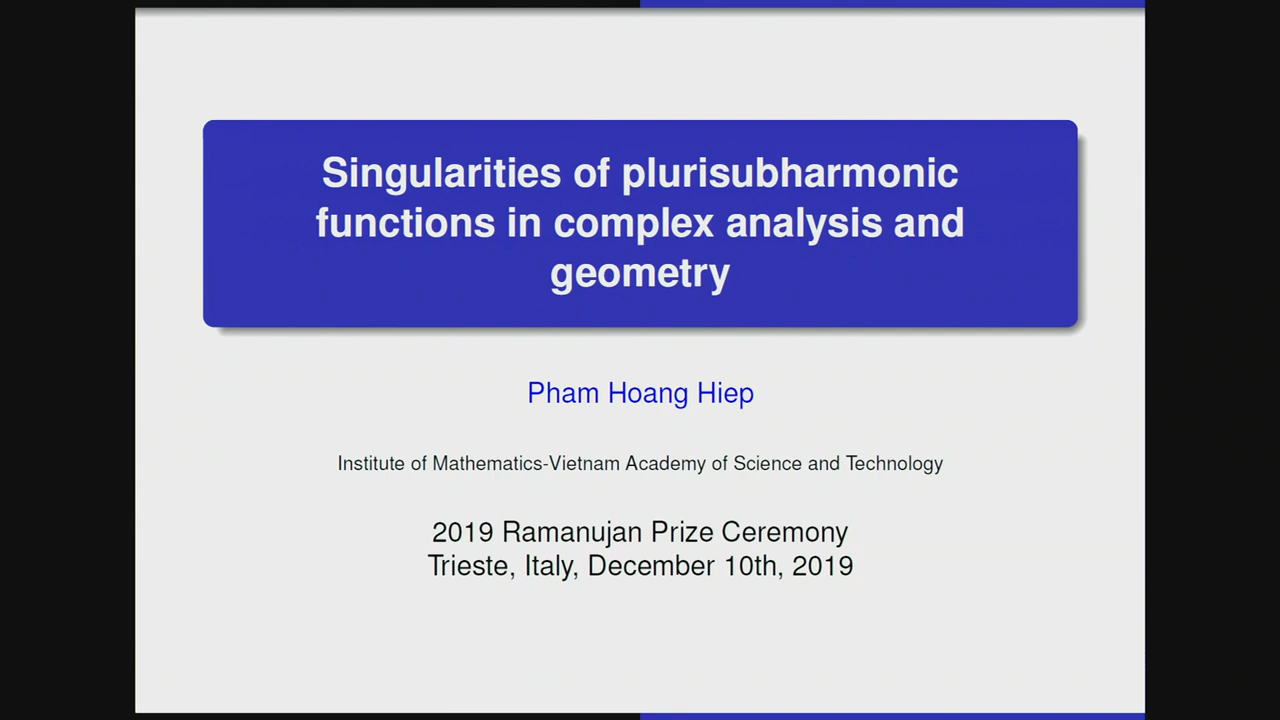 Singularities of plurisubharmonic
functions in complex analysis and
geometry
Pham Hoang Hiep
Institute of Mathematics-Vietnam Academy of Science and Technology
2019 Ramanujan Prize Ceremony
Trieste, Italy, December 10th, 2019